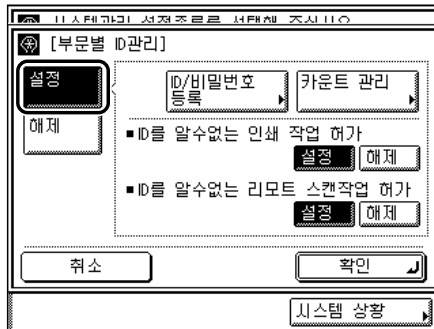 [부문별 ID관리]
설정
해제
ID/비밀번호
등록
카운트 관리
■ID를 알수없는 인쇄 작업 허가
설정 해제
■ID를 알수없는 리모트 스캔작업 허가
설정 해제
취소
확인
시스템 상황